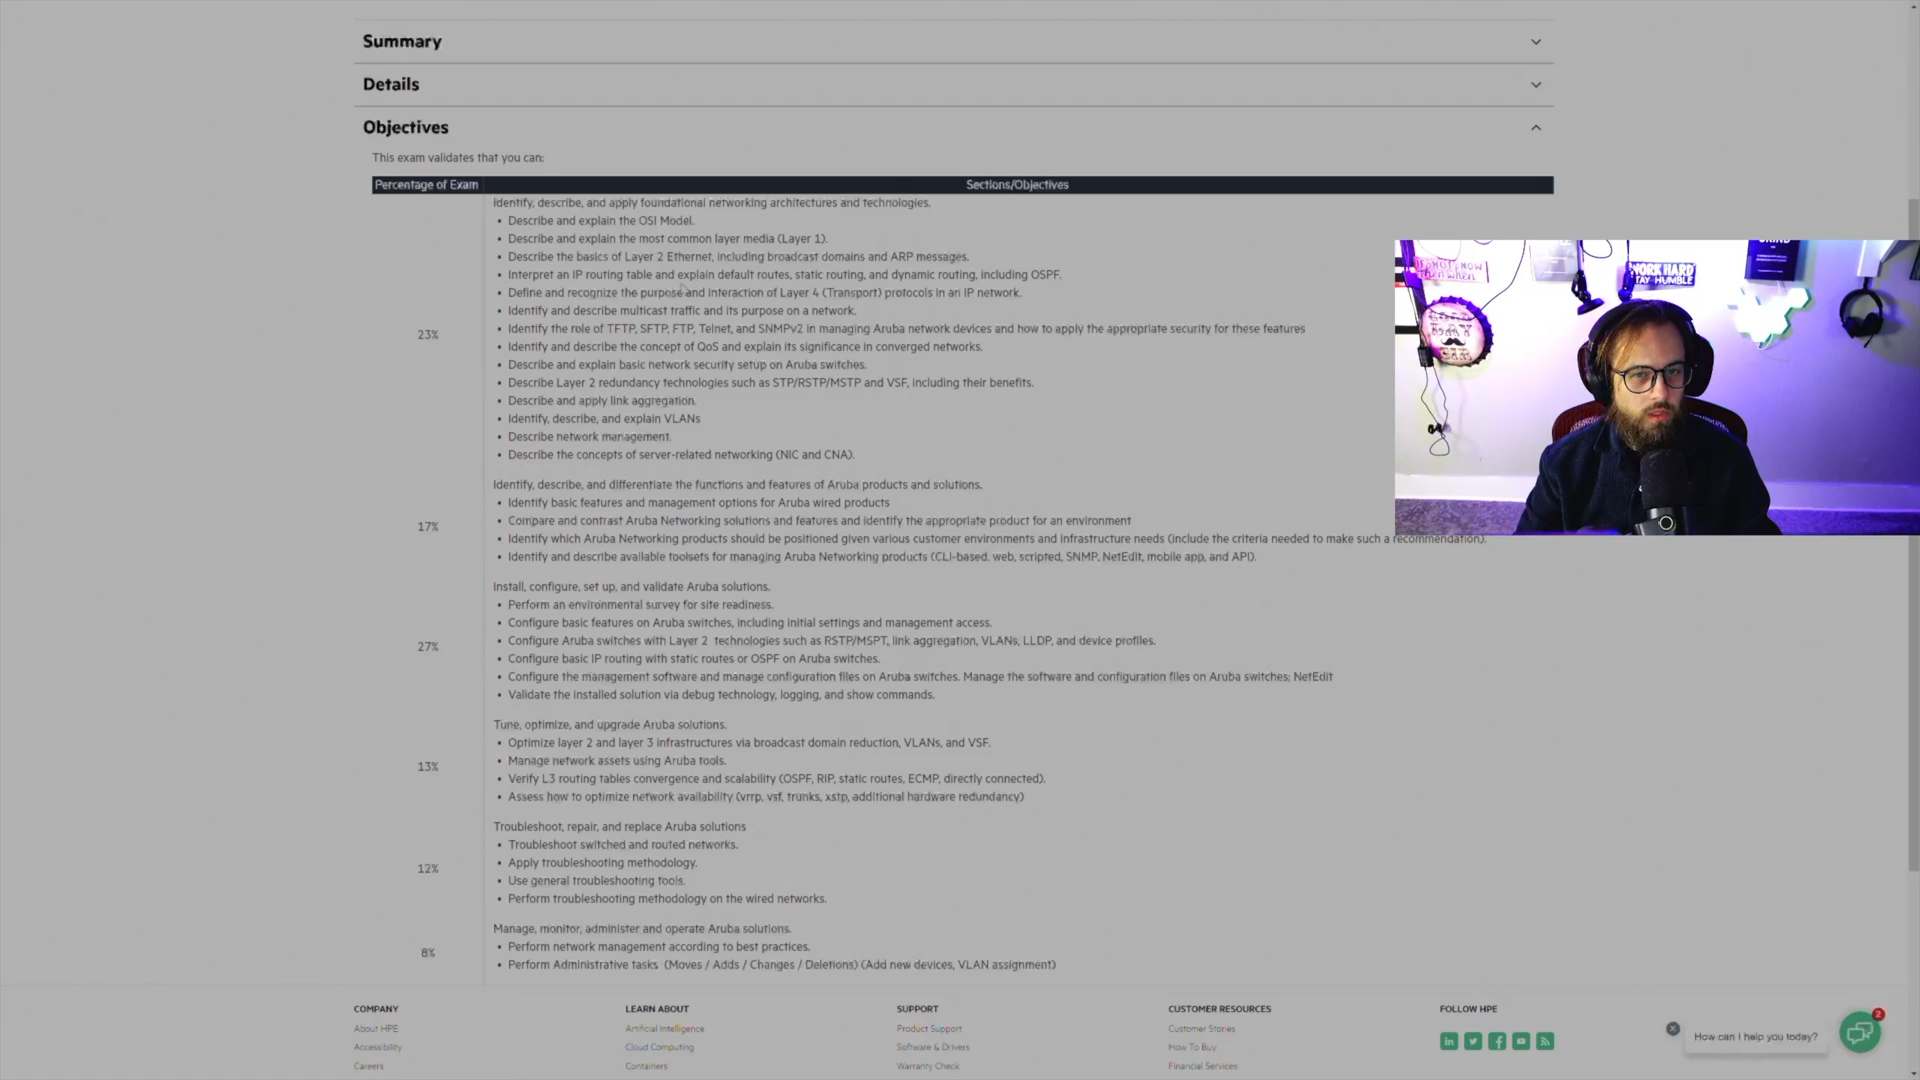 Summary
Details
Objectives
This exam validates that you can:
Percentage of Exam Sections/Objectives
23%
Identify, describe, and apply foundational networking architectures and technologies.
• Describe and explain the OSI Model.
• Describe and explain the most common layer media (Layer 1).
• Describe the basics of Layer 2 Ethernet, including broadcast domains and ARP messages.
• Interpret an IP routing table and explain default routes, static routing, and dynamic routing, including OSPF.
• Define and recognize the purpose and interaction of Layer 4 (Transport) protocols in an IP network.
• Identify and describe multicast traffic and its purpose on a network.
• Identify the role of TFTP, SFTP, FTP, Telnet, and SNMPv2 in managing Aruba network devices and how to apply the appropriate security for these features
• Identify and describe the concept of QoS and explain its significance in converged networks.
• Describe and explain basic network security setup on Aruba switches.
• Describe Layer 2 redundancy technologies such as STP/RSTP/MSTP and VSF, including their benefits.
• Describe and apply link aggregation.
• Identify, describe, and explain VLANs
• Describe network management.
• Describe the concepts of server-related networking (NIC and CNA).
17%
Identify, describe, and differentiate the functions and features of Aruba products and solutions.
• Identify basic features and management options for Aruba wired products
• Compare and contrast Aruba Networking solutions and features and identify the appropriate product for an environment
• Identify which Aruba Networking products should be positioned given various customer environments and infrastructure needs (include the criteria needed to make such a recommendation).
• Identify and describe available toolsets for managing Aruba Networking products (CLI-based. web, scripted, SNMP, NetEdit, mobile app, and API).
27%
Install, configure, set up, and validate Aruba solutions.
• Perform an environmental survey for site readiness.
• Configure basic features on Aruba switches, including initial settings and management access.
• Configure Aruba switches with Layer 2 technologies such as RSTP/MSPT, link aggregation, VLANs, LLDP, and device profiles.
• Configure basic IP routing with static routes or OSPF on Aruba switches.
• Configure the management software and manage configuration files on Aruba switches. Manage the software and configuration files on Aruba switches; NetEdit
• Validate the installed solution via debug technology, logging, and show commands.
13%
Tune, optimize, and upgrade Aruba solutions.
• Optimize layer 2 and layer 3 infrastructures via broadcast domain reduction, VLANs, and VSF.
• Manage network assets using Aruba tools.
• Verify L3 routing tables convergence and scalability (OSPF, RIP, static routes, ECMP, directly connected).
• Assess how to optimize network availability (vrrp, vsf, trunks, xstp, additional hardware redundancy)
12%
Troubleshoot, repair, and replace Aruba solutions
• Troubleshoot switched and routed networks.
• Apply troubleshooting methodology.
• Use general troubleshooting tools.
• Perform troubleshooting methodology on the wired networks.
8%
Manage, monitor, administer and operate Aruba solutions.
• Perform network management according to best practices.
• Perform Administrative tasks (Moves / Adds / Changes / Deletions) (Add new devices, VLAN assignment)
IF NOT NOW
Then when
WORK HARD
STAY HUMBLE
COMPANY
About HPE
Accessibility
Careers
LEARN ABOUT
Artificial Intelligence
Cloud Computing
Containers
SUPPORT
Product Support
Software & Drivers
Warranty Check
CUSTOMER RESOURCES
Customer Stories
How To Buy
Financial Services
FOLLOW HPE
How can I help you today?
2